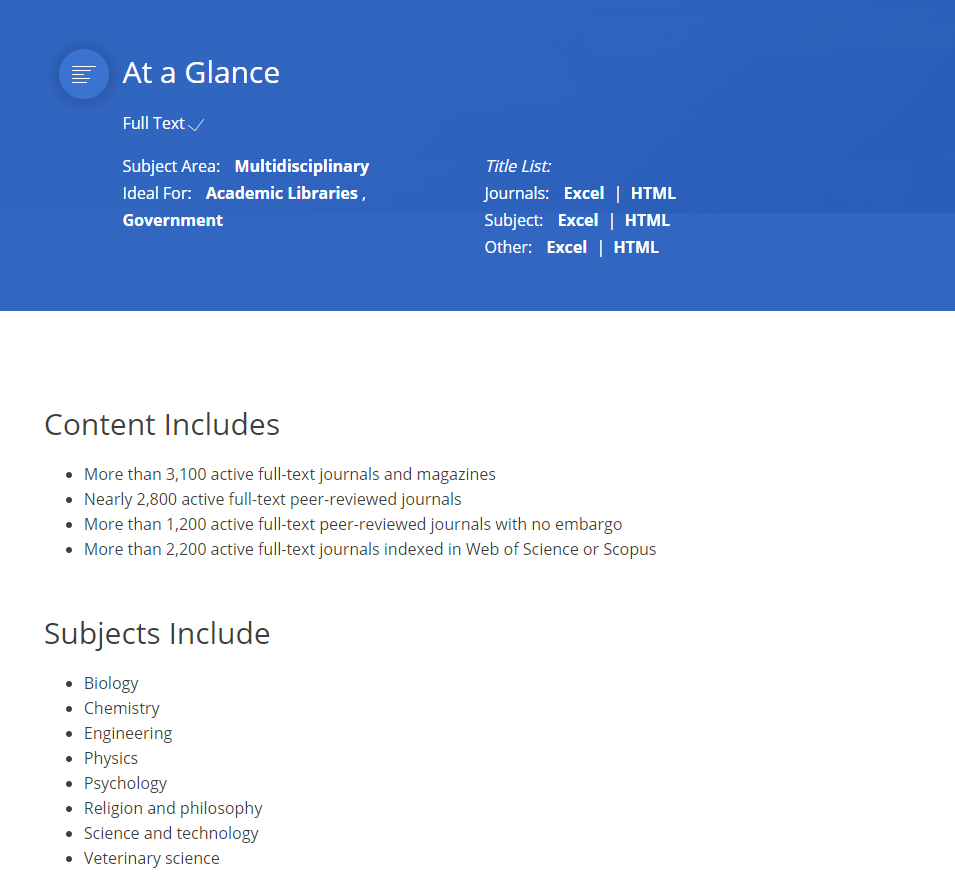 At a Glance
Full Text
Subject Area: Multidisciplinary
Ideal For: Academic Libraries ,
Government
Title List:
Journals: Excel | HTML
Subject: Excel | HTML
Other: Excel | HTML
Content Includes
More than 3,100 active full-text journals and magazines
Nearly 2,800 active full-text peer-reviewed journals
More than 1,200 active full-text peer-reviewed journals with no embargo
More than 2,200 active full-text journals indexed in Web of Science or Scopus
Subjects Include
Biology
Chemistry
Engineering
Physics
Psychology
Religion and philosophy
Science and technology
Veterinary science